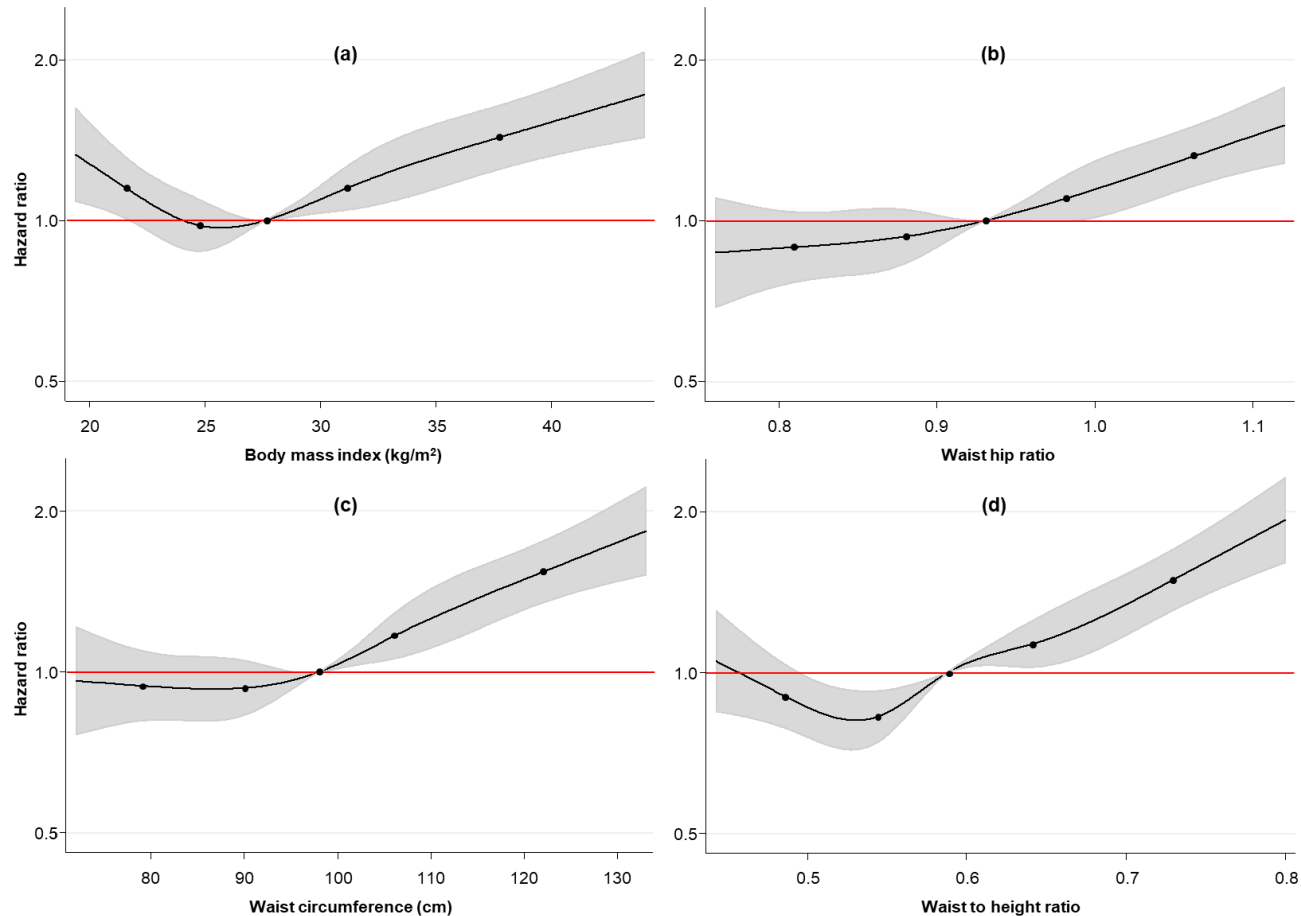 (a)
2.0
1.0
0.5
Hazard ratio
20 25 30 35 40
Body mass index (kg/m²)
(b)
2.0
1.0
0.5
0.8 0.9 1.0 1.1
Waist hip ratio
(c)
2.0
1.0
0.5
Hazard ratio
80 90 100 110 120 130
Waist circumference (cm)
(d)
2.0
1.0
0.5
0.5 0.6 0.7 0.8
Waist to height ratio